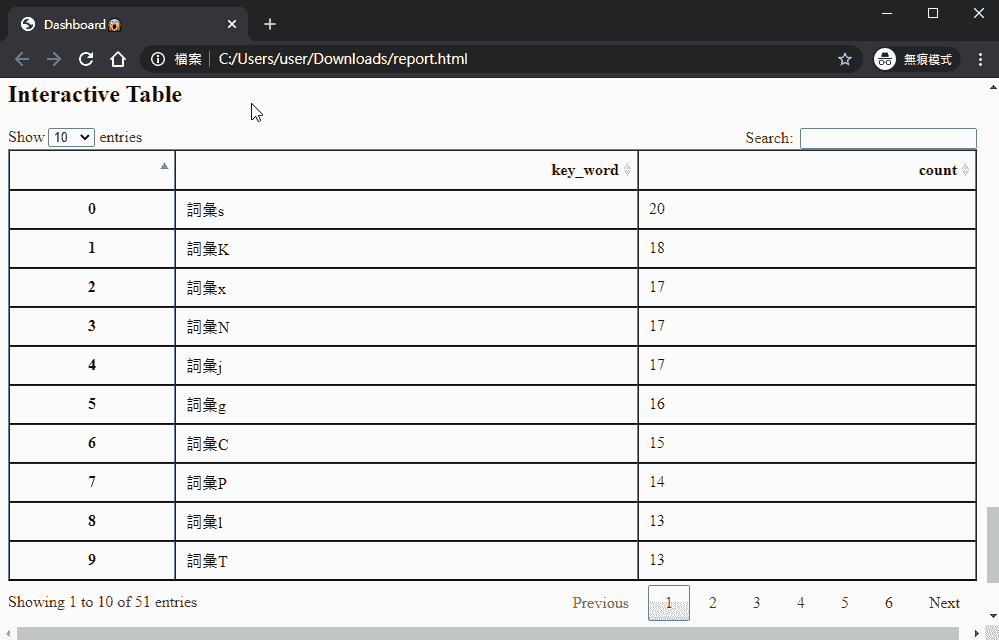 Dashboard😱
檔案 C:/Users/user/Downloads/report.html 無痕模式
Interactive Table
Show 10 entries Search:
key_word count
0 詞彙s 20
1 詞彙K 18
2 詞彙x 17
3 詞彙N 17
4 詞彙j 17
5 詞彙g 16
6 詞彙C 15
7 詞彙P 14
8 詞彙l 13
9 詞彙T 13
Showing 1 to 10 of 51 entries Previous 1 2 3 4 5 6 Next